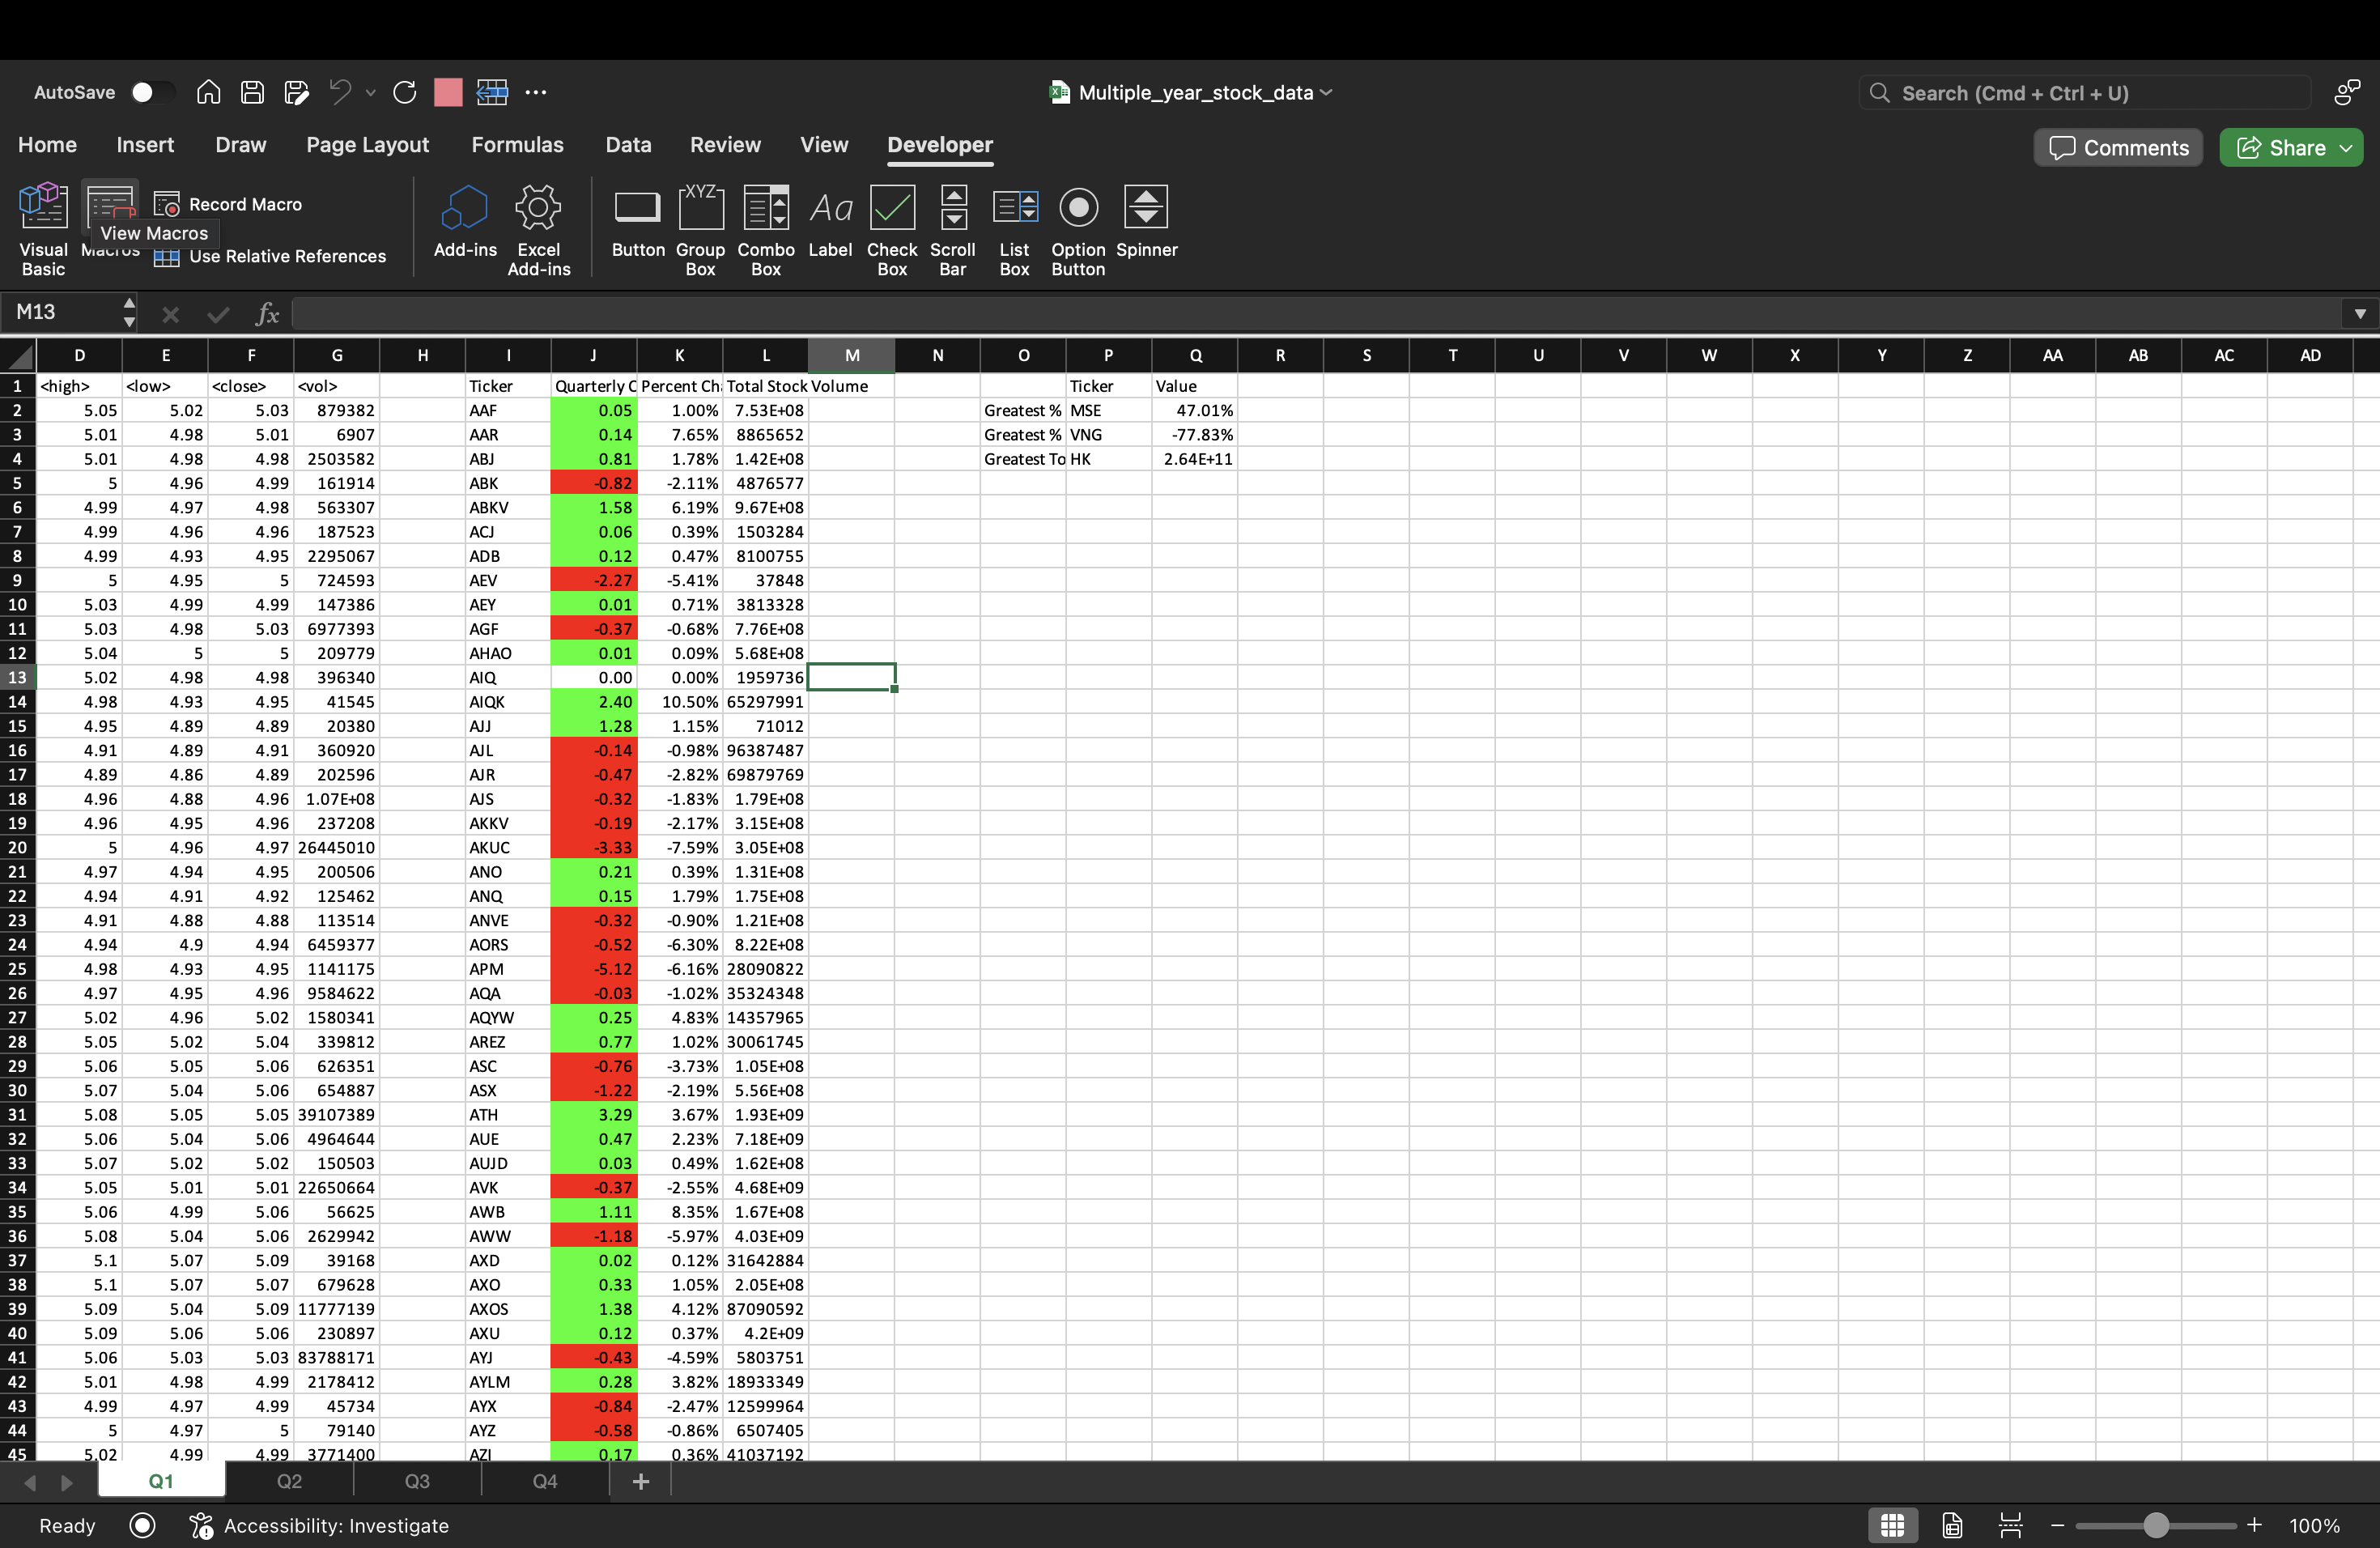 AutoSave
Multiple_year_stock_data
Search (Cmd + Ctrl + U)
Home Insert Draw Page Layout Formulas Data Review View Developer
Comments Share
Record Macro
View Macros
Use Relative References
Visual Basic Macros Add-ins Excel Add-ins Button Group Box Combo Box Label Check Box Scroll Bar List Box Option Button Spinner
XYZ Aa
M13 fx
D E F G H I J K L M N O P Q R S T U V W X Y Z AA AB AC AD
1 <high> <low> <close> <vol> Ticker Quarterly C Percent Ch Total Stock Volume Ticker Value
2 5.05 5.02 5.03 879382 AAF 0.05 1.00% 7.53E+08 Greatest % MSE 47.01%
3 5.01 4.98 5.01 6907 AAR 0.14 7.65% 8865652 Greatest % VNG -77.83%
4 5.01 4.98 4.98 2503582 ABJ 0.81 1.78% 1.42E+08 Greatest To HK 2.64E+11
5 5 4.96 4.99 161914 ABK -0.82 -2.11% 4876577
6 4.99 4.97 4.98 563307 ABKV 1.58 6.19% 9.67E+08
7 4.99 4.96 4.96 187523 ACJ 0.06 0.39% 1503284
8 4.99 4.93 4.95 2295067 ADB 0.12 0.47% 8100755
9 5 4.95 5 724593 AEV -2.27 -5.41% 37848
10 5.03 4.99 4.99 147386 AEY 0.01 0.71% 3813328
11 5.03 4.98 5.03 6977393 AGF -0.37 -0.68% 7.76E+08
12 5.04 5 5 209779 AHAO 0.01 0.09% 5.68E+08
13 5.02 4.98 4.98 396340 AIQ 0.00 0.00% 1959736
14 4.98 4.93 4.95 41545 AIQK 2.40 10.50% 65297991
15 4.95 4.89 4.89 20380 AJJ 1.28 1.15% 71012
16 4.91 4.89 4.91 360920 AJL -0.14 -0.98% 96387487
17 4.89 4.86 4.89 202596 AJR -0.47 -2.82% 69879769
18 4.96 4.88 4.96 1.07E+08 AJS -0.32 -1.83% 1.79E+08
19 4.96 4.95 4.96 237208 AKKV -0.19 -2.17% 3.15E+08
20 5 4.96 4.97 26445010 AKUC -3.33 -7.59% 3.05E+08
21 4.97 4.94 4.95 200506 ANO 0.21 0.39% 1.31E+08
22 4.94 4.91 4.92 125462 ANQ 0.15 1.79% 1.75E+08
23 4.91 4.88 4.88 113514 ANVE -0.32 -0.90% 1.21E+08
24 4.94 4.9 4.94 6459377 AORS -0.52 -6.30% 8.22E+08
25 4.98 4.93 4.95 1141175 APM -5.12 -6.16% 28090822
26 4.97 4.95 4.96 9584622 AQA -0.03 -1.02% 35324348
27 5.02 4.96 5.02 1580341 AQYW 0.25 4.83% 14357965
28 5.05 5.02 5.04 339812 AREZ 0.77 1.02% 30061745
29 5.06 5.05 5.06 626351 ASC -0.76 -3.73% 1.05E+08
30 5.07 5.04 5.06 654887 ASX -1.22 -2.19% 5.56E+08
31 5.08 5.05 5.05 39107389 ATH 3.29 3.67% 1.93E+09
32 5.06 5.04 5.06 4964644 AUE 0.47 2.23% 7.18E+09
33 5.07 5.02 5.02 150503 AUJD 0.03 0.49% 1.62E+08
34 5.05 5.01 5.01 22650664 AVK -0.37 -2.55% 4.68E+09
35 5.06 4.99 5.06 56625 AWB 1.11 8.35% 1.67E+08
36 5.08 5.04 5.06 2629942 AWW -1.18 -5.97% 4.03E+09
37 5.1 5.07 5.09 39168 AXD 0.02 0.12% 31642884
38 5.1 5.07 5.07 679628 AXO 0.33 1.05% 2.05E+08
39 5.09 5.04 5.09 11777139 AXOS 1.38 4.12% 87090592
40 5.09 5.06 5.06 230897 AXU 0.12 0.37% 4.2E+09
41 5.06 5.03 5.03 83788171 AYJ -0.43 -4.59% 5803751
42 5.01 4.98 4.99 2178412 AYLM 0.28 3.82% 18933349
43 4.99 4.97 4.99 45734 AYX -0.84 -2.47% 12599964
44 5 4.97 5 79140 AYZ -0.58 -0.86% 6507405
45 5.02 4.99 4.99 3771400 AZI 0.17 0.36% 41037192
Q1 Q2 Q3 Q4
Ready Accessibility: Investigate 100%